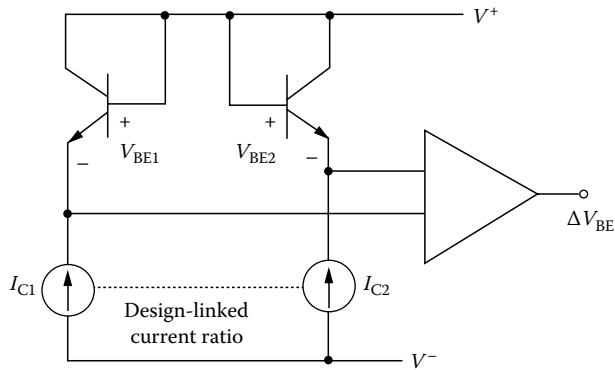 V⁺
+ +
V_BE1 V_BE2
− −
ΔV_BE
I_C1 I_C2
Design-linked
current ratio
V⁻